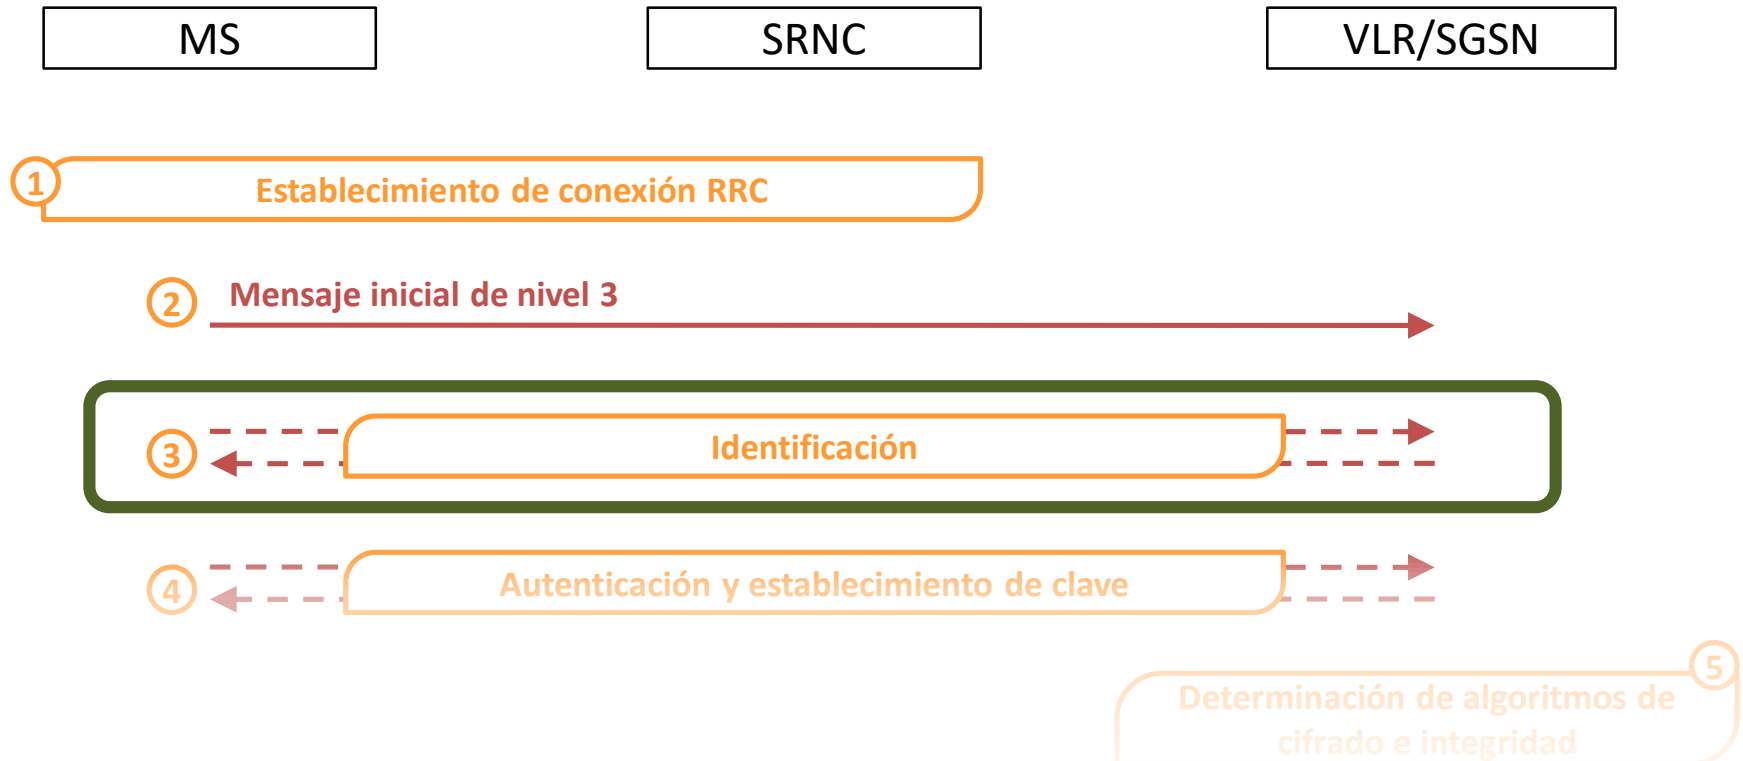 MS
SRNC
VLR/SGSN
1
Establecimiento de conexión RRC
2
Mensaje inicial de nivel 3
3
Identificación
4
Autenticación y establecimiento de clave
5
Determinación de algoritmos de
cifrado e integridad